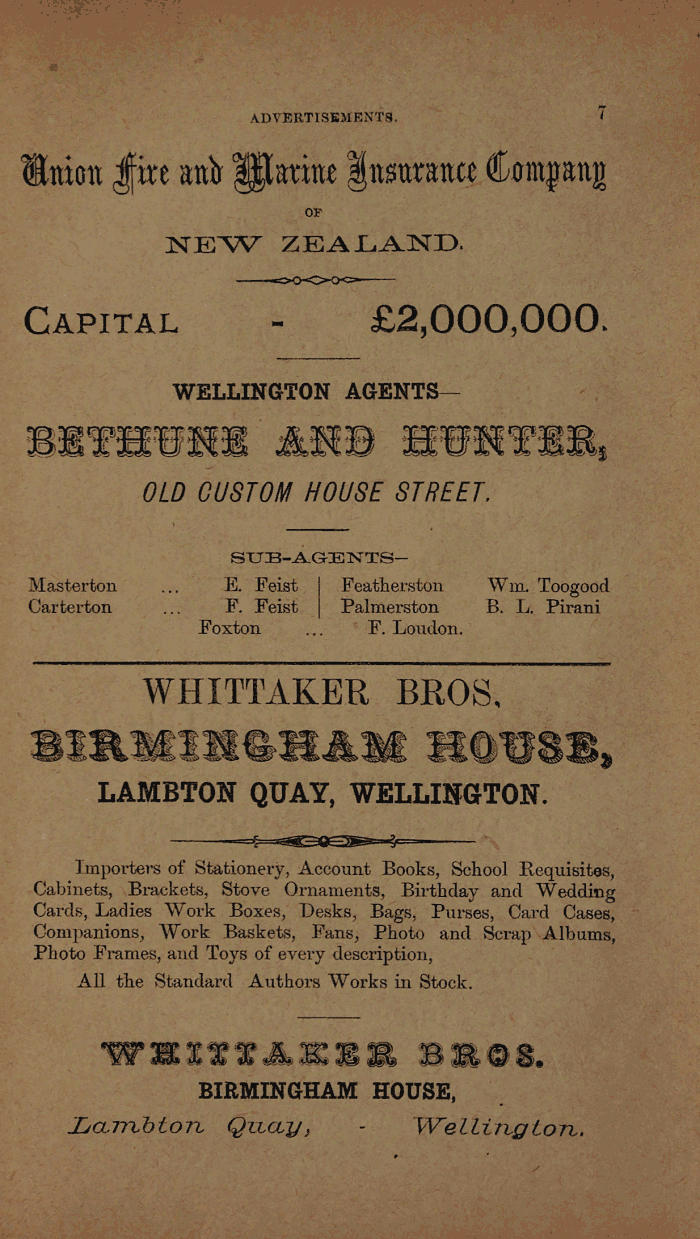 ADVERTISEMENTS. 7
Union Fire and Marine Insurance Company
OF
NEW ZEALAND.
CAPITAL - £2,000,000.
WELLINGTON AGENTS—
BETHUNE AND HUNTER,
OLD CUSTOM HOUSE STREET.
SUB-AGENTS—
Masterton ... E. Feist | Featherston Wm. Toogood
Carterton ... F. Feist | Palmerston B. L. Pirani
Foxton ... F. Loudon.
WHITTAKER BROS,
BIRMINGHAM HOUSE,
LAMBTON QUAY, WELLINGTON.
Importers of Stationery, Account Books, School Requisites,
Cabinets, Brackets, Stove Ornaments, Birthday and Wedding
Cards, Ladies Work Boxes, Desks, Bags, Purses, Card Cases,
Companions, Work Baskets, Fans, Photo and Scrap Albums,
Photo Frames, and Toys of every description,
All the Standard Authors Works in Stock.
WHITTAKER BROS.
BIRMINGHAM HOUSE,
Lambton Quay, - Wellington.